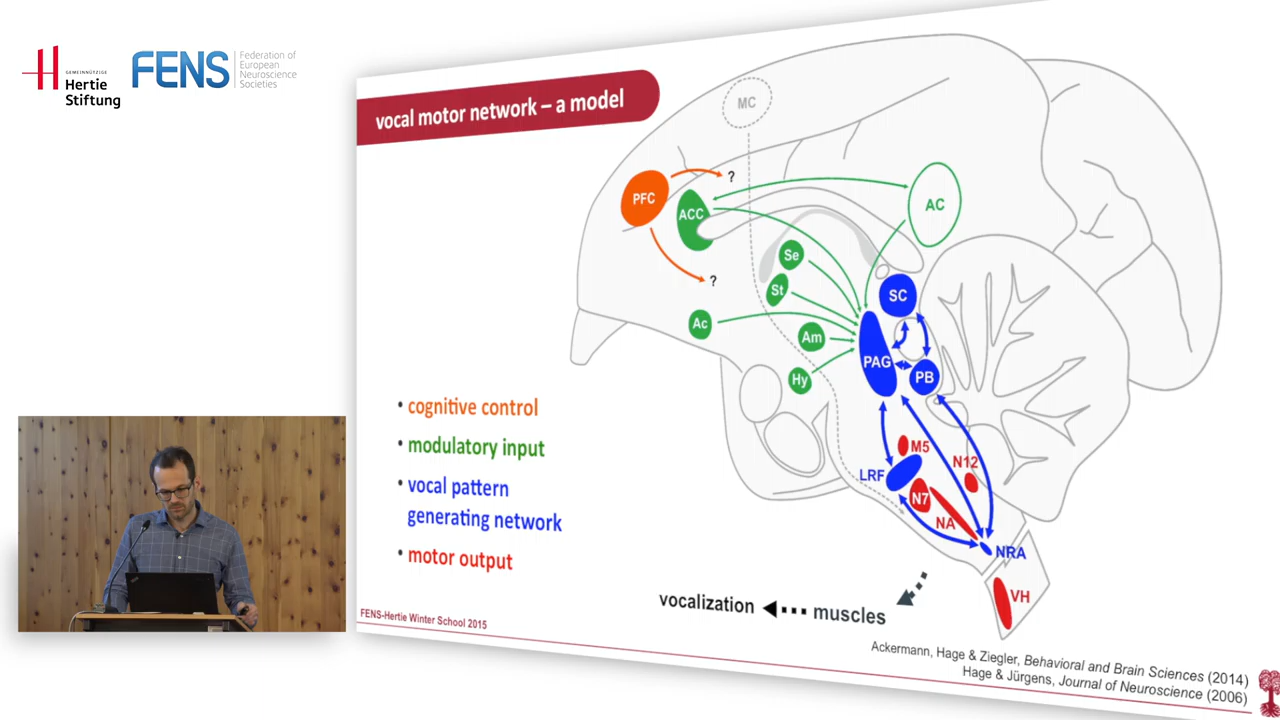 GEMEINNÜTZIGE
Hertie
Stiftung
FENS
Federation of
European
Neuroscience
Societies
vocal motor network – a model
MC
PFC
?
ACC
AC
Se
?
St
SC
Ac
Am
PAG
Hy
PB
• cognitive control
• modulatory input
• vocal pattern
generating network
• motor output
M5
N12
LRF
N7
NA
NRA
VH
vocalization
muscles
FENS-Hertie Winter School 2015
Ackermann, Hage & Ziegler, Behavioral and Brain Sciences (2014)
Hage & Jürgens, Journal of Neuroscience (2006)